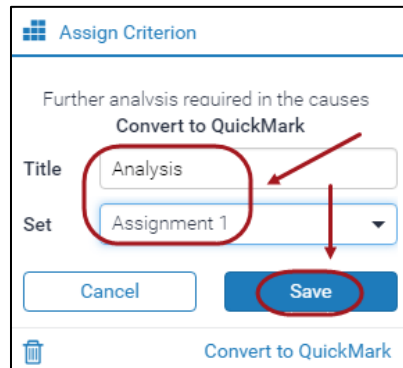 Assign Criterion
Further analysis required in the causes
Convert to QuickMark
Title Analysis
Set Assignment 1
Cancel Save
Convert to QuickMark